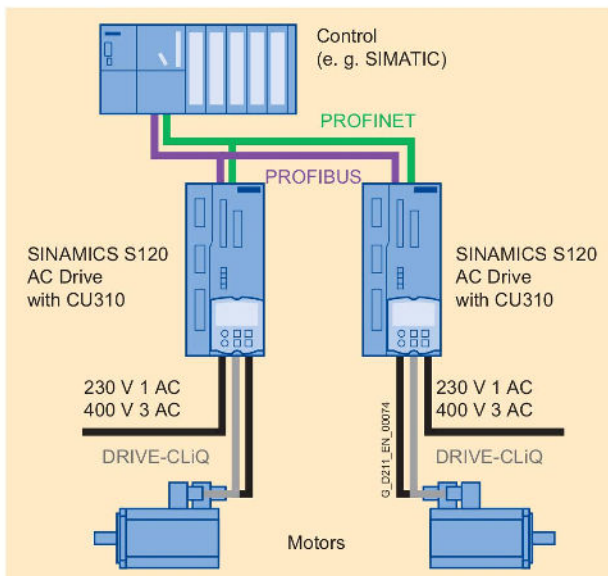 Control
(e. g. SIMATIC)
PROFINET
PROFIBUS
SINAMICS S120
AC Drive
with CU310
SINAMICS S120
AC Drive
with CU310
230 V 1 AC
400 V 3 AC
230 V 1 AC
400 V 3 AC
DRIVE-CLiQ
G_D211_EN_00074
DRIVE-CLiQ
Motors